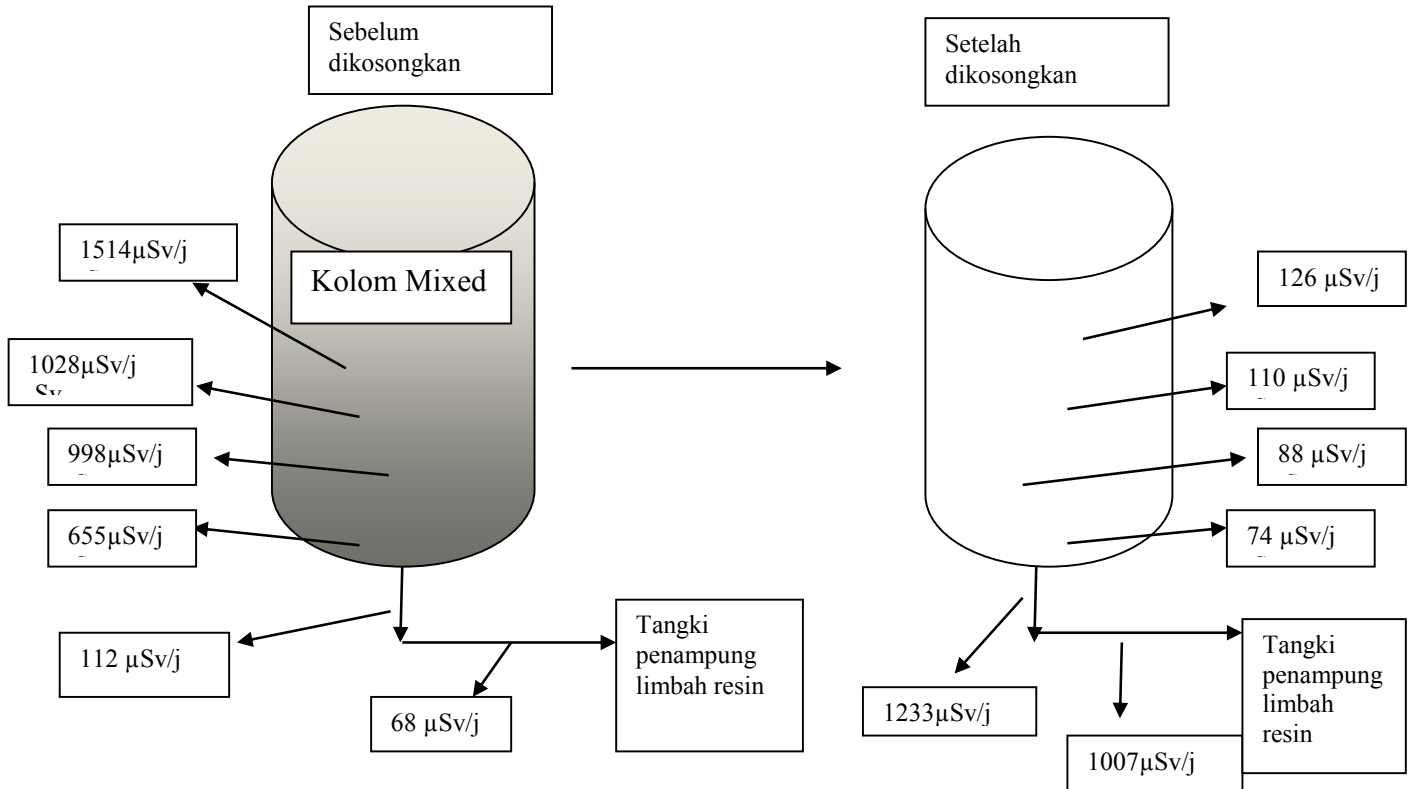 Sebelum
dikosongkan
Kolom Mixed
1514µSv/j
1028µSv/j
998µSv/j
655µSv/j
112 µSv/j
68 µSv/j
Tangki
penampung
limbah resin
Setelah
dikosongkan
126 µSv/j
110 µSv/j
88 µSv/j
74 µSv/j
1233µSv/j
1007µSv/j
Tangki
penampung
limbah
resin